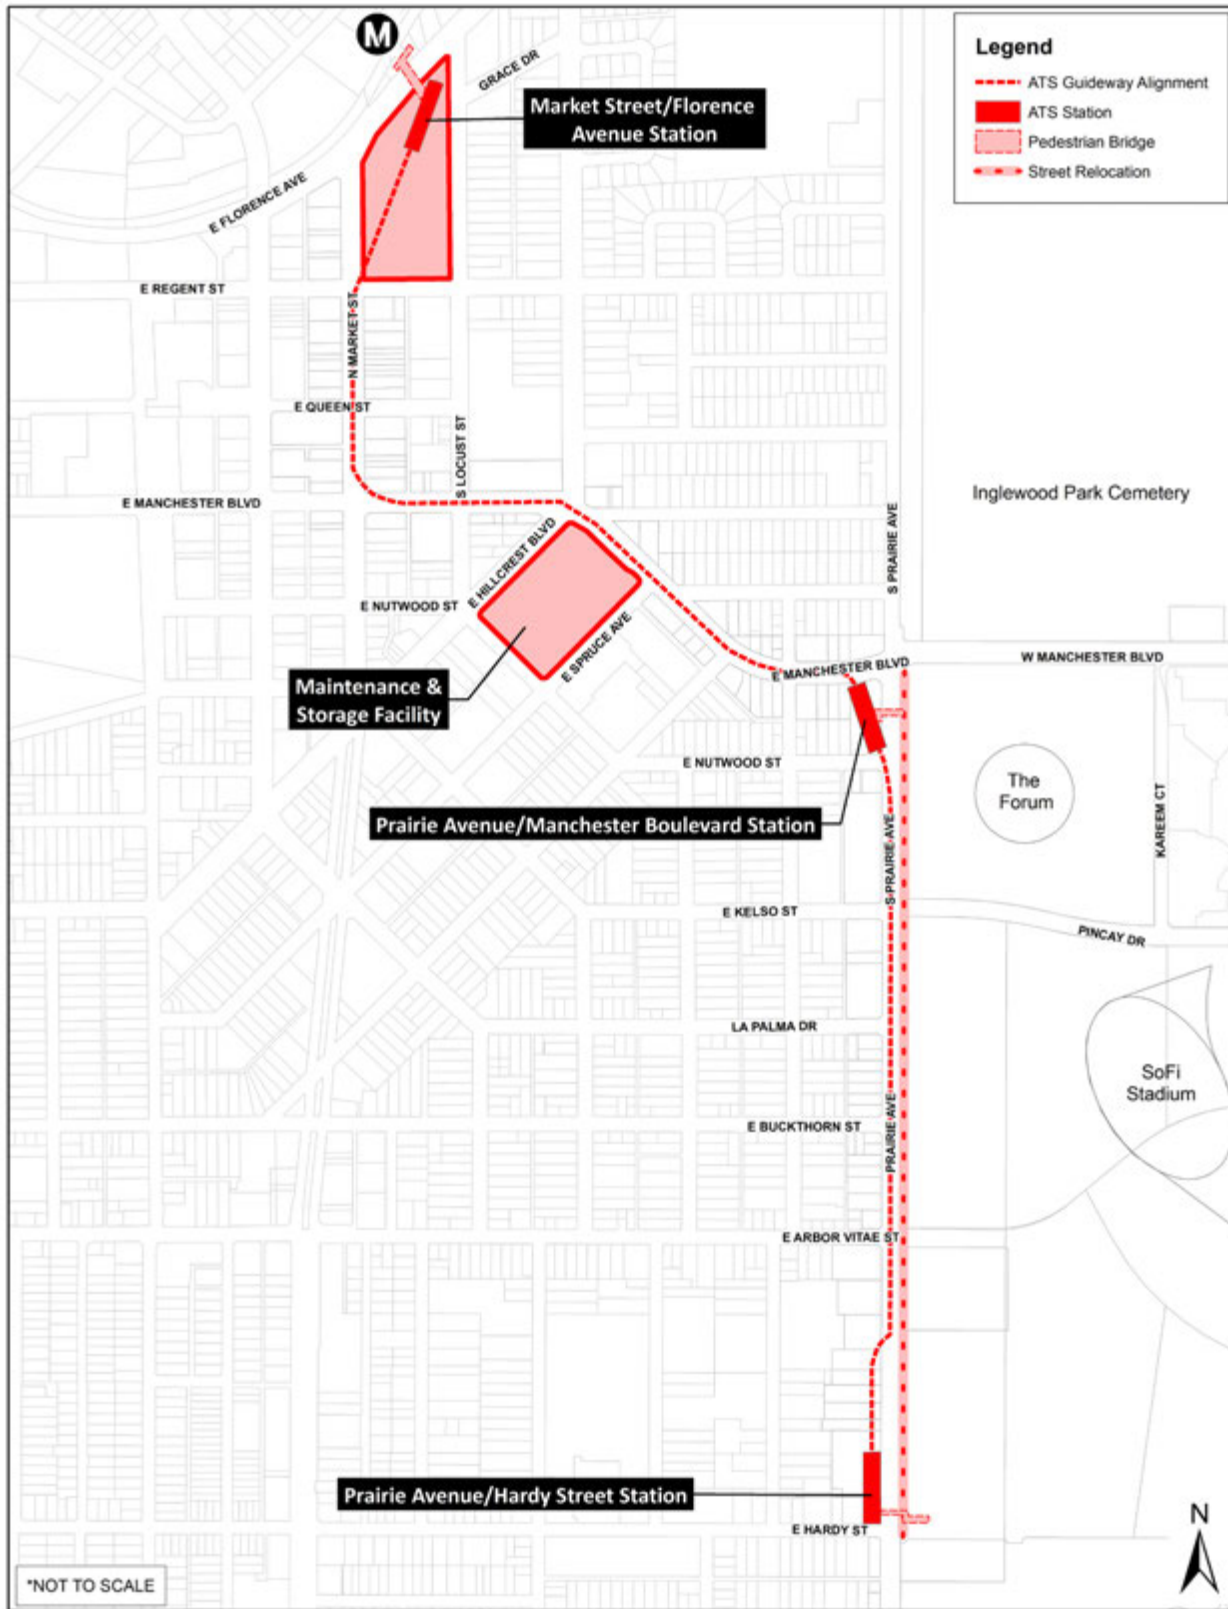 M
GRACE DR
Legend
ATS Guideway Alignment
ATS Station
Pedestrian Bridge
Street Relocation
Market Street/Florence
Avenue Station
E FLORENCE AVE
E REGENT ST
N MARKET ST
E QUEEN ST
S LOCUST ST
E MANCHESTER BLVD
Inglewood Park Cemetery
S PRAIRIE AVE
E HILLCREST BLVD
E NUTWOOD ST
E SPRUCE AVE
E MANCHESTER BLVD
W MANCHESTER BLVD
Maintenance &
Storage Facility
E NUTWOOD ST
The
Forum
KAREEM CT
Prairie Avenue/Manchester Boulevard Station
S PRAIRIE AVE
E KELSO ST
PINCAY DR
LA PALMA DR
SoFi
Stadium
PRAIRIE AVE
E BUCKTHORN ST
E ARBOR VITAE ST
Prairie Avenue/Hardy Street Station
E HARDY ST
N
*NOT TO SCALE